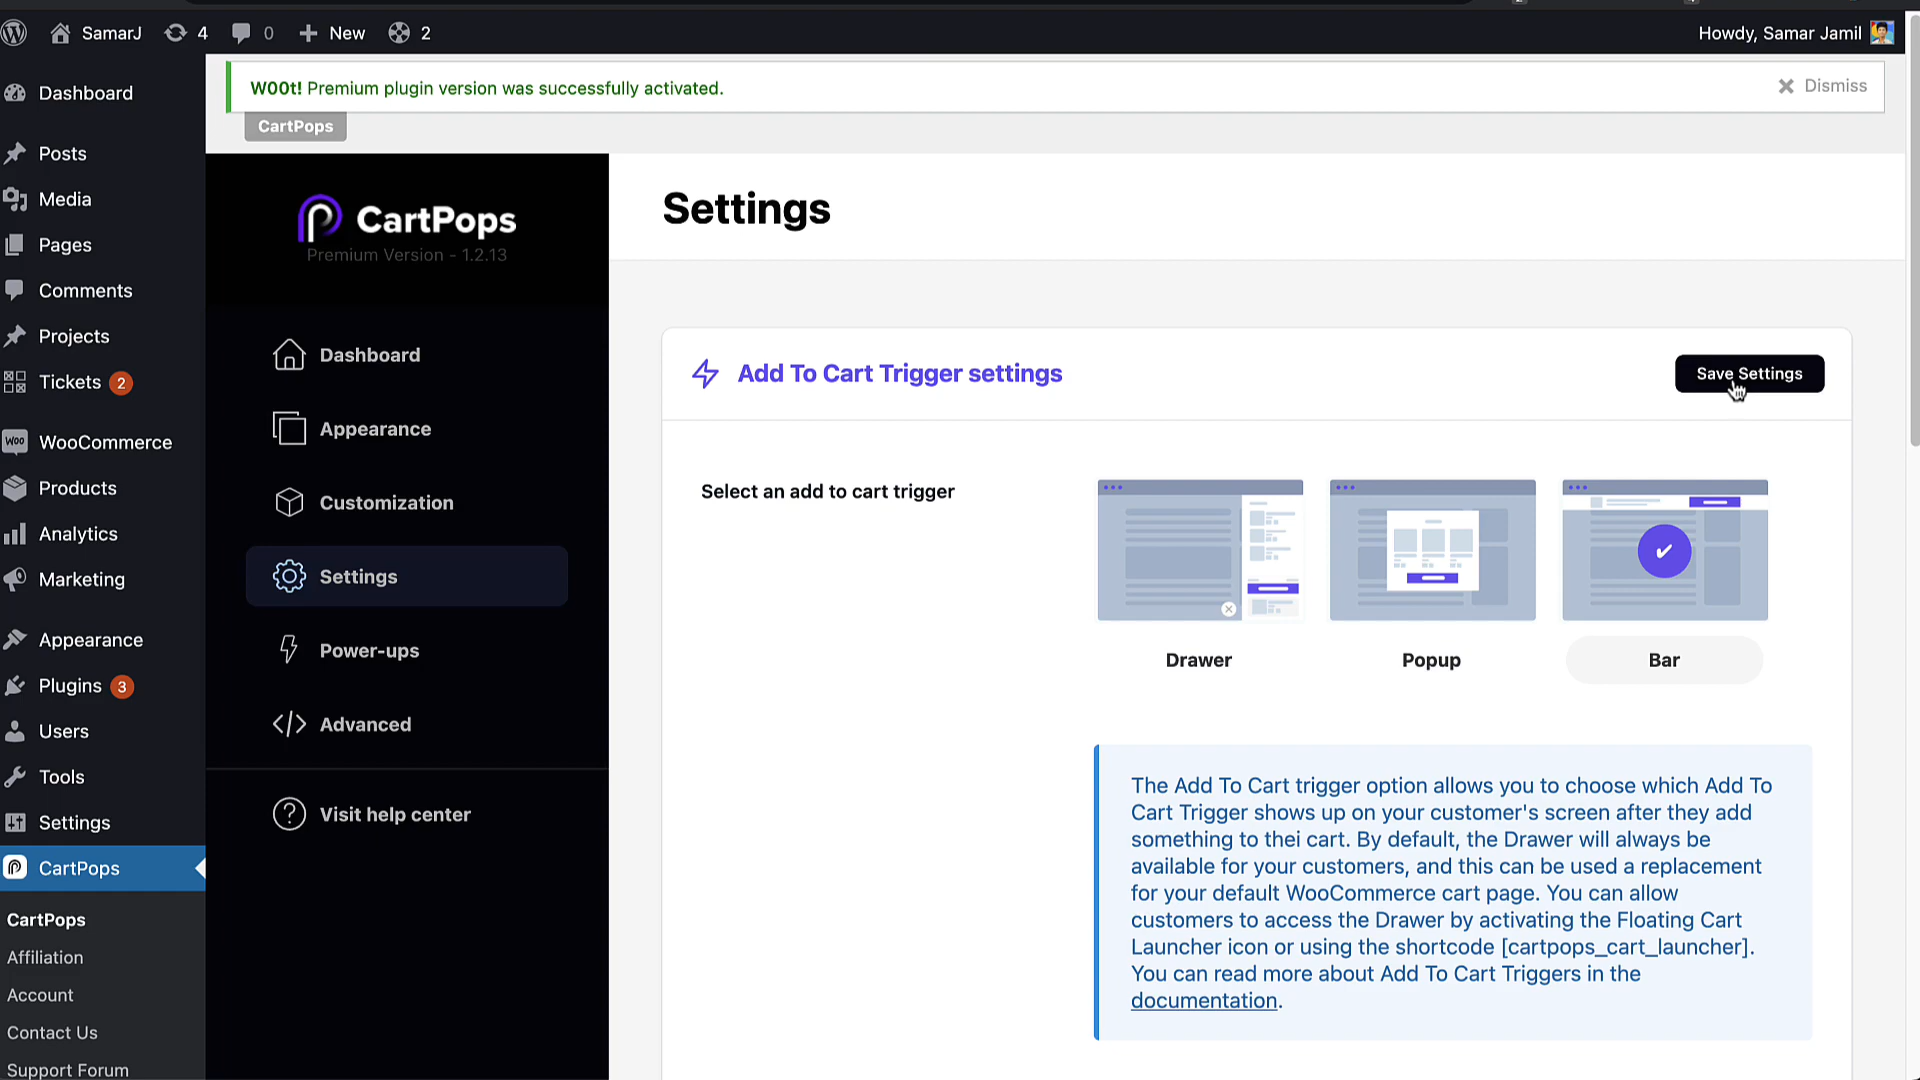 SamarJ
4
0
New
2
Howdy, Samar Jamil
Dashboard
Posts
Media
Pages
Comments
Projects
Tickets 2
WooCommerce
Products
Analytics
Marketing
Appearance
Plugins 3
Users
Tools
Settings
CartPops
CartPops
Affiliation
Account
Contact Us
Support Forum
W00t! Premium plugin version was successfully activated.
Dismiss
CartPops
CartPops
Premium Version - 1.2.13
Dashboard
Appearance
Customization
Settings
Power-ups
Advanced
Visit help center
Settings
Add To Cart Trigger settings
Save Settings
Select an add to cart trigger
Drawer
Popup
Bar
The Add To Cart trigger option allows you to choose which Add To
Cart Trigger shows up on your customer's screen after they add
something to thei cart. By default, the Drawer will always be
available for your customers, and this can be used a replacement
for your default WooCommerce cart page. You can allow
customers to access the Drawer by activating the Floating Cart
Launcher icon or using the shortcode [cartpops_cart_launcher].
You can read more about Add To Cart Triggers in the
documentation.